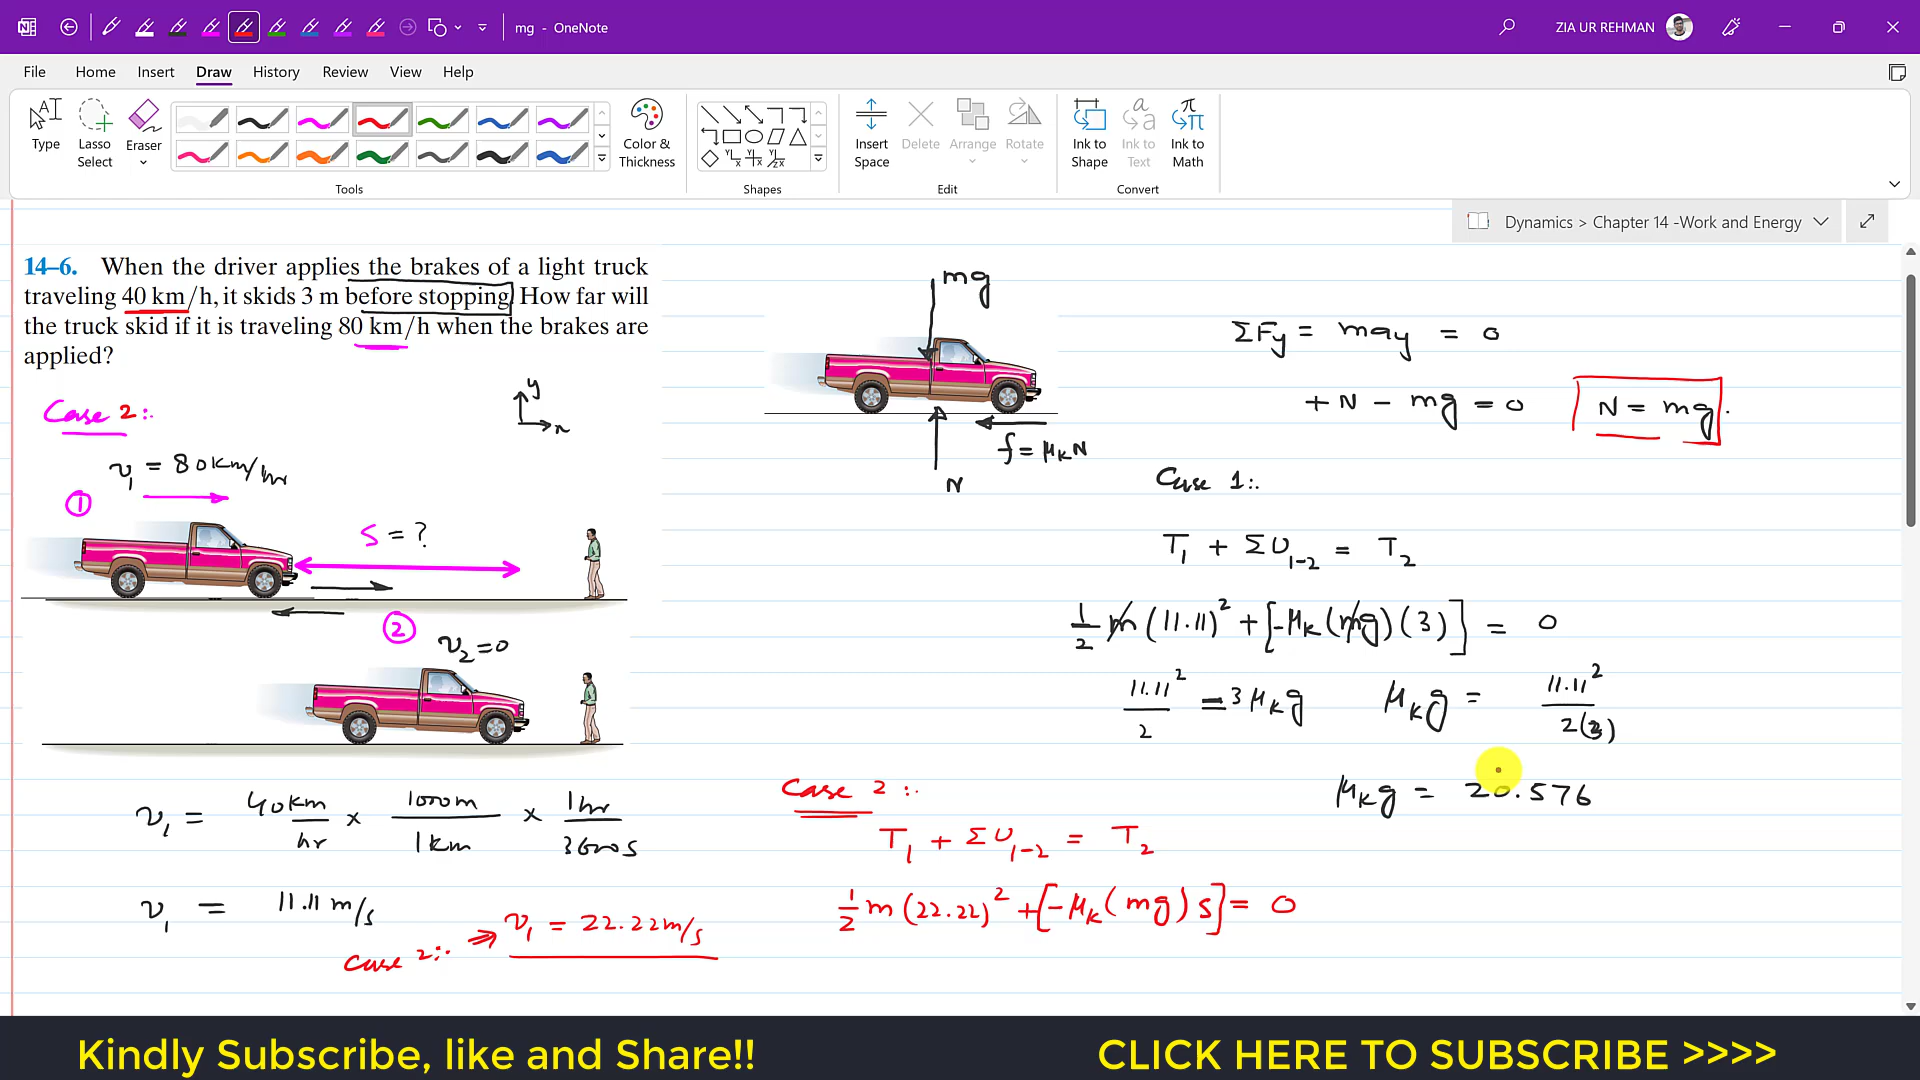 mg - OneNote
ZIA UR REHMAN
File Home Insert Draw History Review View Help
Type
Lasso Select
Eraser
Color & Thickness
Insert Space
Delete
Arrange
Rotate
Ink to Shape
Ink to Text
Ink to Math
Tools
Shapes
Edit
Convert
Dynamics > Chapter 14 -Work and Energy
14–6. When the driver applies the brakes of a light truck
traveling 40 km/h, it skids 3 m before stopping. How far will
the truck skid if it is traveling 80 km/h when the brakes are
applied?
y
x
Case 2:.
v₁ = 80km/hr
①
S = ?
②
v₂=0
v₁ = 40km/hr × 1000m/1km × 1hr/3600s
v₁ = 11.11 m/s
Case 2:. ⇒ v₁ = 22.22m/s
mg
f = μₖN
N
ΣFy = may = 0
+ N - mg = 0
N = mg.
Case 1:.
T₁ + ΣU₁₋₂ = T₂
1/2 m (11.11)² + [-μₖ(mg)(3)] = 0
11.11²/2 = 3μₖg
μₖg = 11.11²/2(3)
μₖg = 20.576
Case 2:.
T₁ + ΣU₁₋₂ = T₂
1/2 m (22.22)² + [-μₖ(mg)s] = 0
Kindly Subscribe, like and Share!!
CLICK HERE TO SUBSCRIBE >>>>